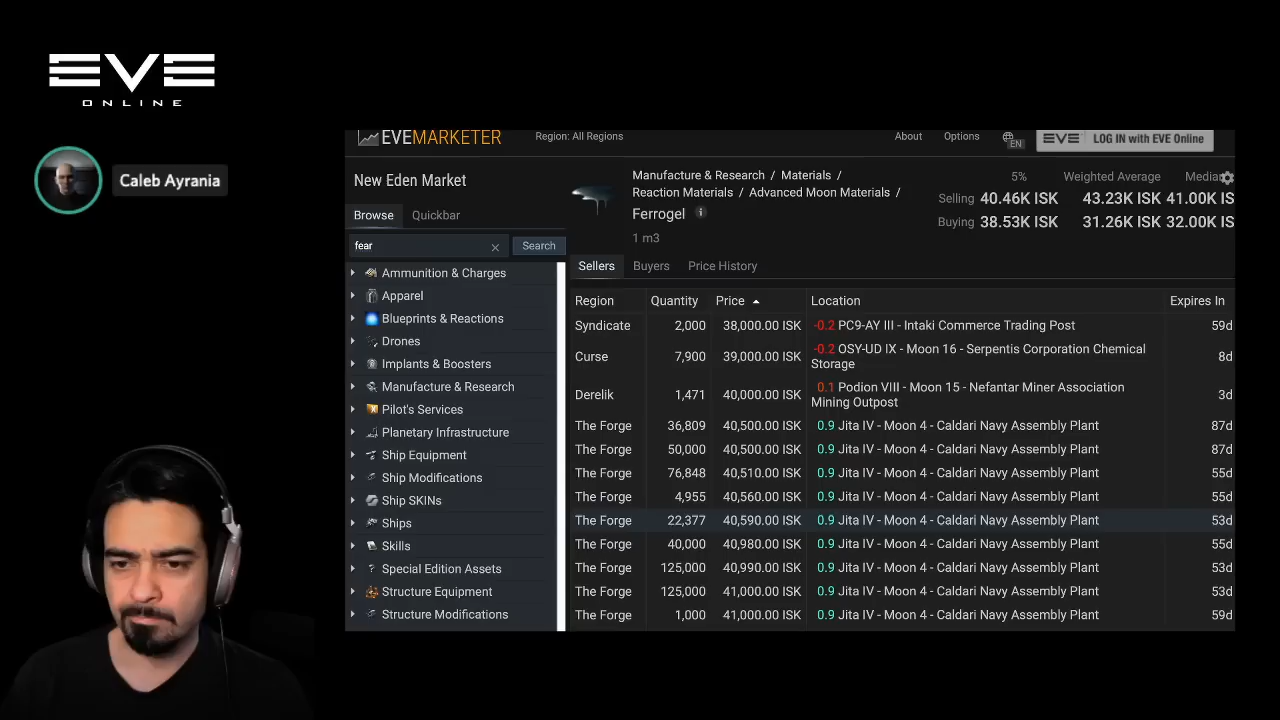 EVE
ONLINE
Caleb Ayrania
EVEMARKETER
Region: All Regions
About
Options
EN
EVE
LOG IN with EVE Online
New Eden Market
Browse
Quickbar
fear
Search
Ammunition & Charges
Apparel
Blueprints & Reactions
Drones
Implants & Boosters
Manufacture & Research
Pilot's Services
Planetary Infrastructure
Ship Equipment
Ship Modifications
Ship SKINs
Ships
Skills
Special Edition Assets
Structure Equipment
Structure Modifications
Manufacture & Research / Materials /
Reaction Materials / Advanced Moon Materials /
Ferrogel
1 m3
5% Weighted Average Media
Selling 40.46K ISK 43.23K ISK 41.00K IS
Buying 38.53K ISK 31.26K ISK 32.00K IS
Sellers Buyers Price History
Region Quantity Price Location Expires In
Syndicate 2,000 38,000.00 ISK -0.2 PC9-AY III - Intaki Commerce Trading Post 59d
Curse 7,900 39,000.00 ISK -0.2 OSY-UD IX - Moon 16 - Serpentis Corporation Chemical 8d
Storage
Derelik 1,471 40,000.00 ISK 0.1 Podion VIII - Moon 15 - Nefantar Miner Association 3d
Mining Outpost
The Forge 36,809 40,500.00 ISK 0.9 Jita IV - Moon 4 - Caldari Navy Assembly Plant 87d
The Forge 50,000 40,500.00 ISK 0.9 Jita IV - Moon 4 - Caldari Navy Assembly Plant 87d
The Forge 76,848 40,510.00 ISK 0.9 Jita IV - Moon 4 - Caldari Navy Assembly Plant 55d
The Forge 4,955 40,560.00 ISK 0.9 Jita IV - Moon 4 - Caldari Navy Assembly Plant 55d
The Forge 22,377 40,590.00 ISK 0.9 Jita IV - Moon 4 - Caldari Navy Assembly Plant 53d
The Forge 40,000 40,980.00 ISK 0.9 Jita IV - Moon 4 - Caldari Navy Assembly Plant 55d
The Forge 125,000 40,990.00 ISK 0.9 Jita IV - Moon 4 - Caldari Navy Assembly Plant 53d
The Forge 125,000 41,000.00 ISK 0.9 Jita IV - Moon 4 - Caldari Navy Assembly Plant 53d
The Forge 1,000 41,000.00 ISK 0.9 Jita IV - Moon 4 - Caldari Navy Assembly Plant 59d